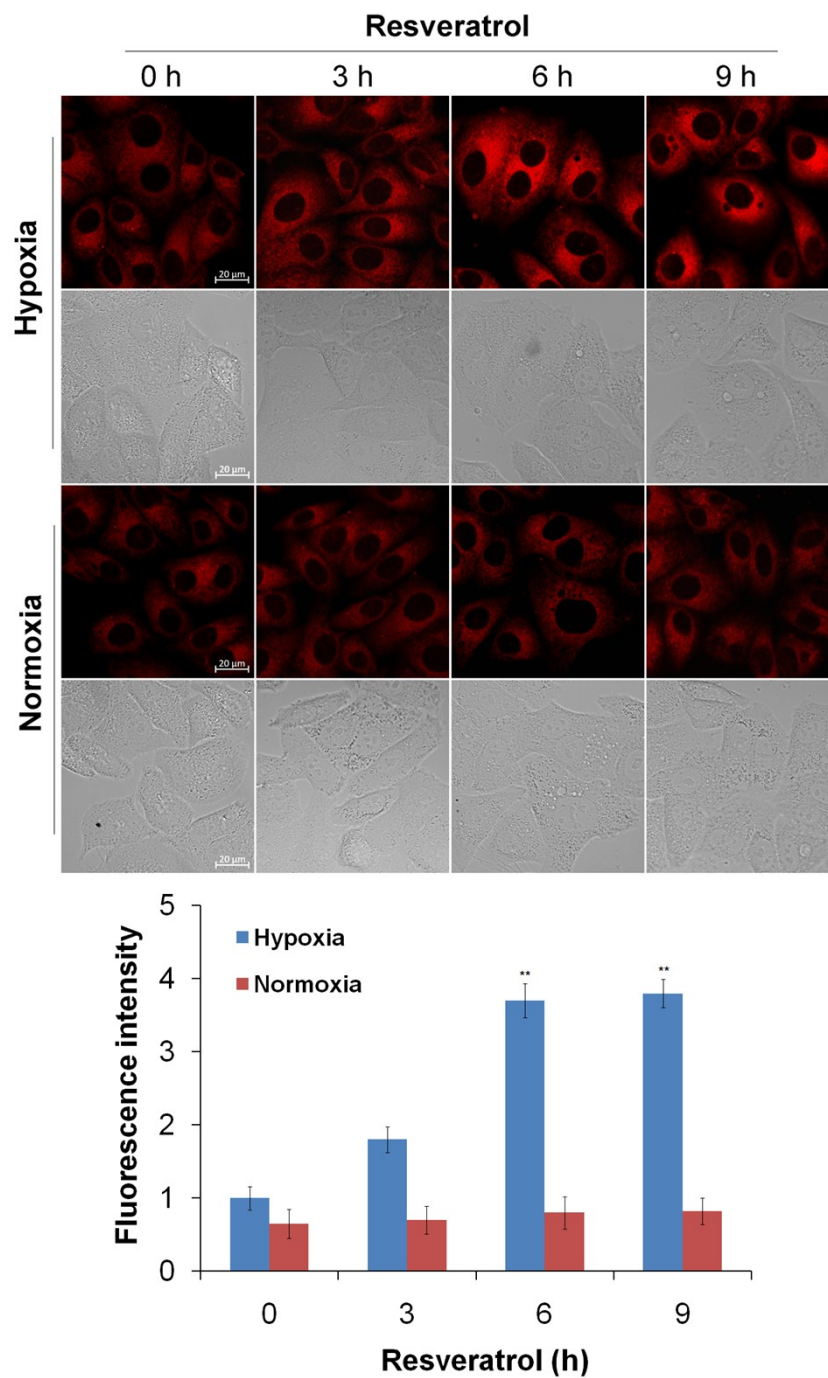 Resveratrol
0 h 3 h 6 h 9 h
Hypoxia
20 µm
20 µm
Normoxia
20 µm
20 µm
Fluorescence intensity
5
4
3
2
1
0
Hypoxia
Normoxia
** **
0 3 6 9
Resveratrol (h)